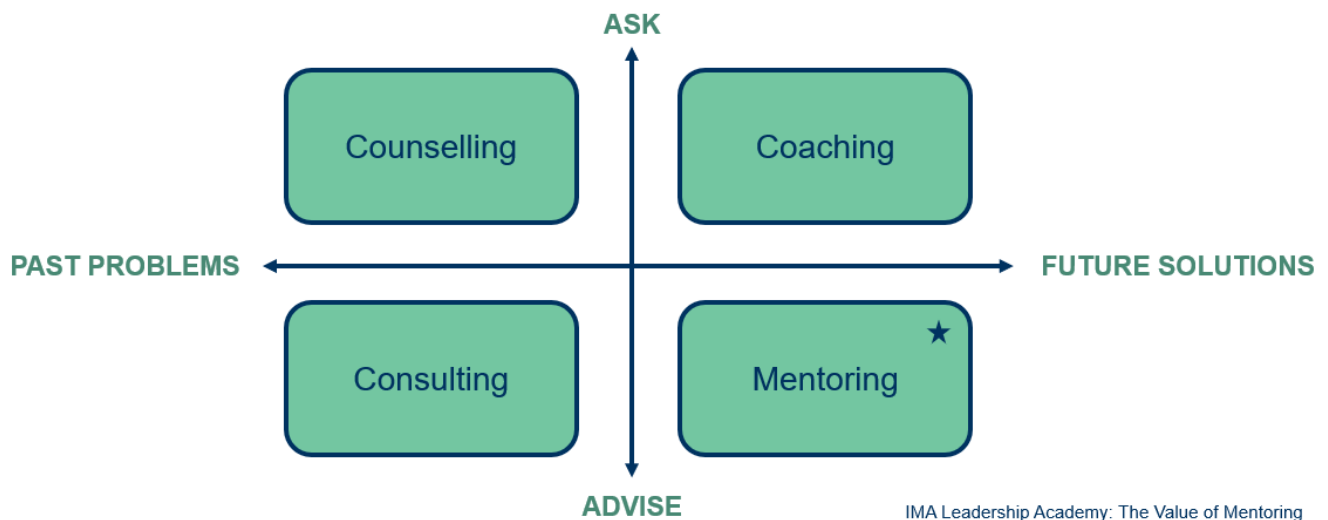 ASK
Counselling
Coaching
PAST PROBLEMS
FUTURE SOLUTIONS
Consulting
Mentoring
ADVISE
IMA Leadership Academy: The Value of Mentoring